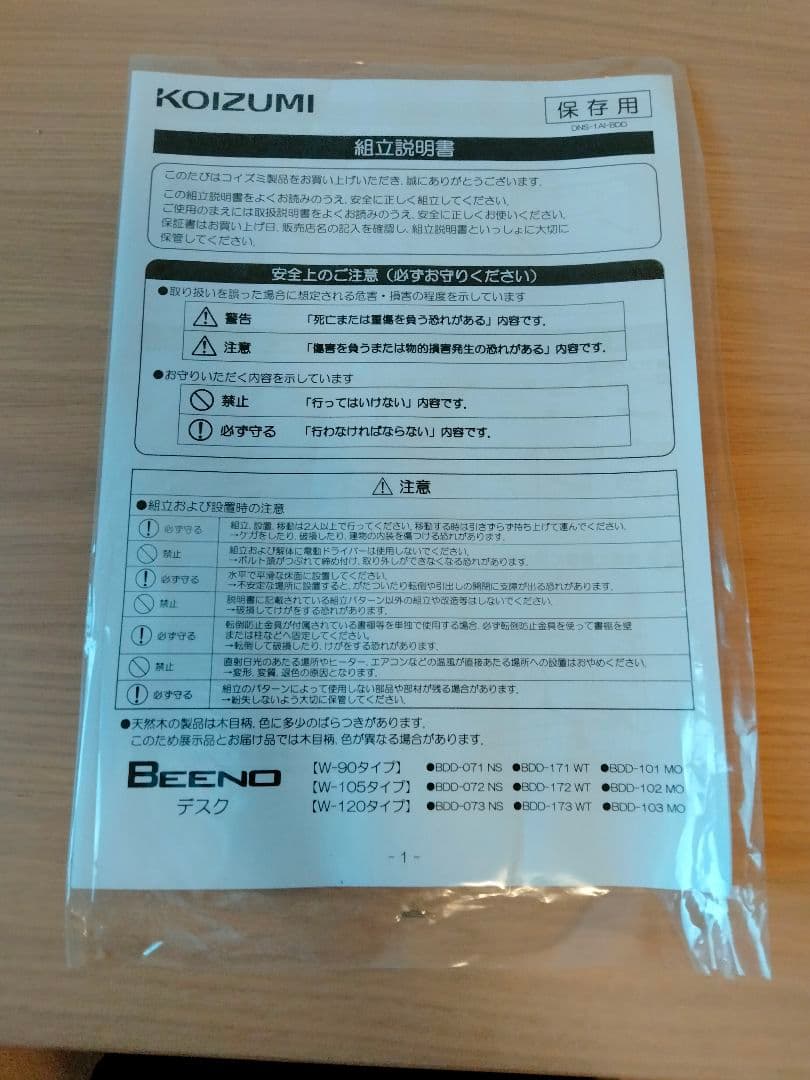 KOIZUMI
保存用
DNS-1AI-BDD
組立説明書
このたびはコイズミ製品をお買い上げいただき、誠にありがとうございます。
この組立説明書をよくお読みのうえ、安全に正しく組立してください。
ご使用のまえには取扱説明書をよくお読みのうえ、安全に正しくお使いください。
保証書はお買い上げ日、販売店名の記入を確認し、組立説明書といっしょに大切に
保管してください。
安全上のご注意（必ずお守りください）
●取り扱いを誤った場合に想定される危害・損害の程度を示しています
警告 「死亡または重傷を負う恐れがある」内容です。
注意 「傷害を負うまたは物的損害発生の恐れがある」内容です。
●お守りいただく内容を示しています
禁止 「行ってはいけない」内容です。
必ず守る 「行わなければならない」内容です。
注意
●組立および設置時の注意
必ず守る 組立、設置、移動は2人以上で行ってください。移動する時は引きずらず持ち上げて運んでください。
→ケガをしたり、破損したり、建物の内装を傷つける恐れがあります。
禁止 組立および解体に電動ドライバーは使用しないでください。
→ボルト頭がつぶれて締め付け、取り外しができなくなる恐れがあります。
必ず守る 水平で平滑な床面に設置してください。
→不安定な場所に設置すると、がたついたり転倒や引出しの開閉に支障が出る恐れがあります。
禁止 説明書に記載されている組立パターン以外の組立や改造等はしないでください。
→破損してけがをする恐れがあります。
必ず守る 転倒防止金具が付属されている書棚等を単独で使用する場合、必ず転倒防止金具を使って書棚を壁
または柱などへ固定してください。
→転倒して破損したり、けがをする恐れがあります。
禁止 直射日光のあたる場所やヒーター、エアコンなどの温風が直接あたる場所への設置はおやめください。
→変形、変質、退色の原因となります。
必ず守る 組立のパターンによって使用しない部品や部材が残る場合があります。
→紛失しないよう大切に保管してください。
●天然木の製品は木目柄、色に多少のばらつきがあります。
このため展示品とお届け品では木目柄、色が異なる場合があります。
BEENO
デスク
【W-90タイプ】 ●BDD-071 NS ●BDD-171 WT ●BDD-101 MO
【W-105タイプ】 ●BDD-072 NS ●BDD-172 WT ●BDD-102 MO
【W-120タイプ】 ●BDD-073 NS ●BDD-173 WT ●BDD-103 MO
- 1 -